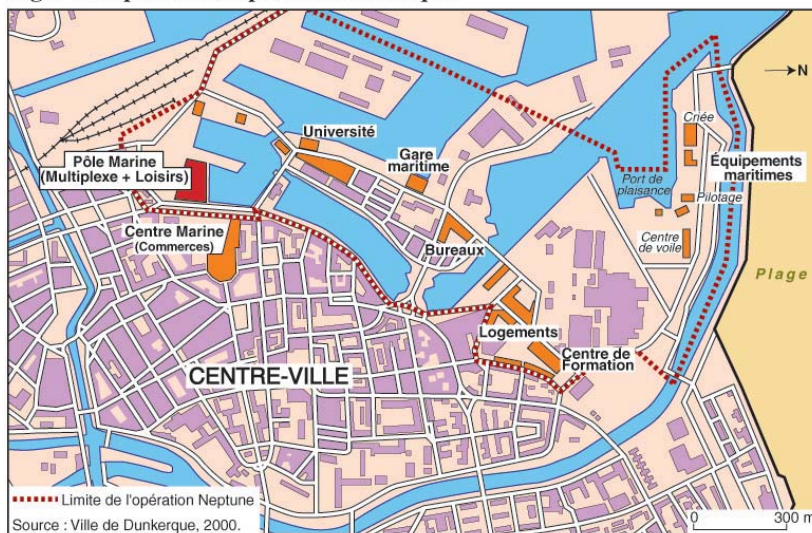 Université
Pôle Marine
(Multiplexe + Loisirs)
Gare
maritime
Criée
Équipements
maritimes
Port de
plaisance
Pilotage
Centre Marine
(Commerces)
Bureaux
Centre
de voile
Plage
Logements
Centre de
Formation
CENTRE-VILLE
N
Limite de l'opération Neptune
Source : Ville de Dunkerque, 2000.
0 300 m